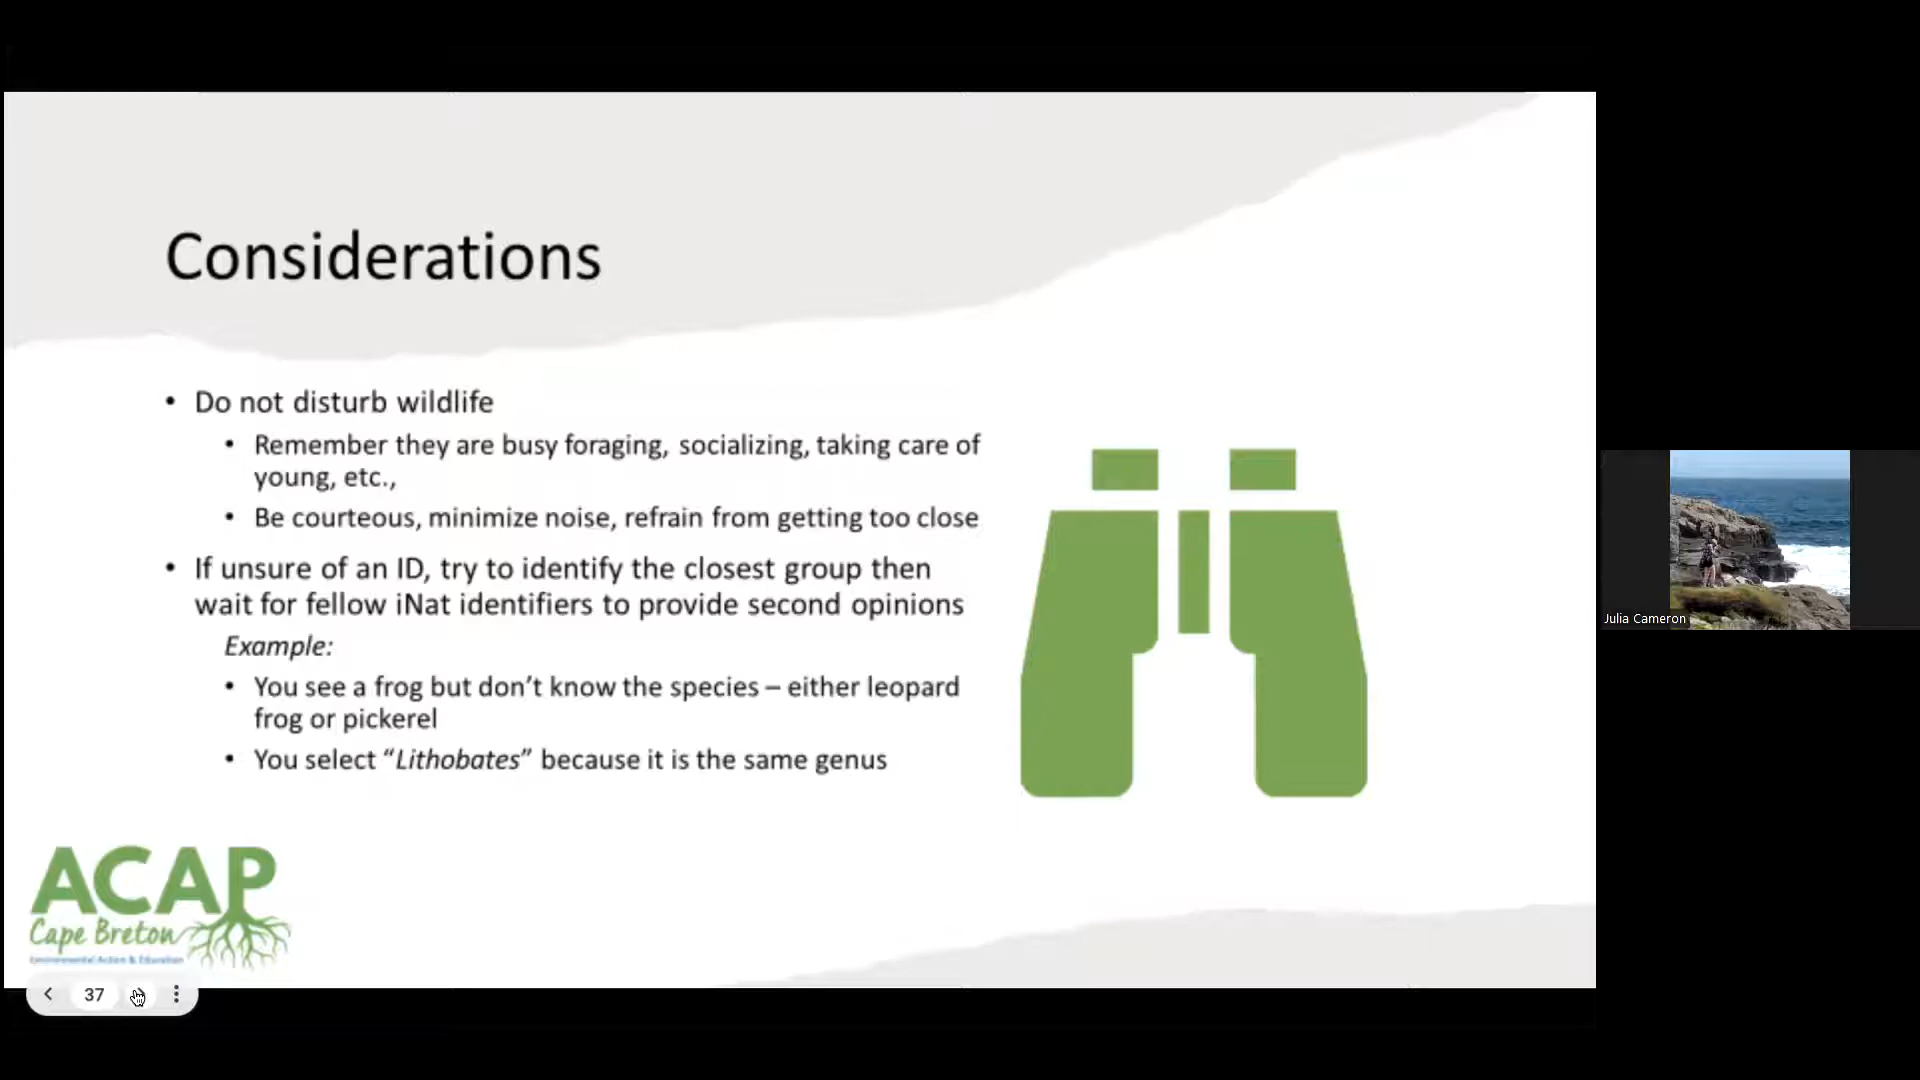 Considerations
• Do not disturb wildlife
• Remember they are busy foraging, socializing, taking care of
young, etc.,
• Be courteous, minimize noise, refrain from getting too close
• If unsure of an ID, try to identify the closest group then
wait for fellow iNat identifiers to provide second opinions
Example:
• You see a frog but don’t know the species – either leopard
frog or pickerel
• You select “Lithobates” because it is the same genus
ACAP
Cape Breton
Environmental Action & Education
37
Julia Cameron